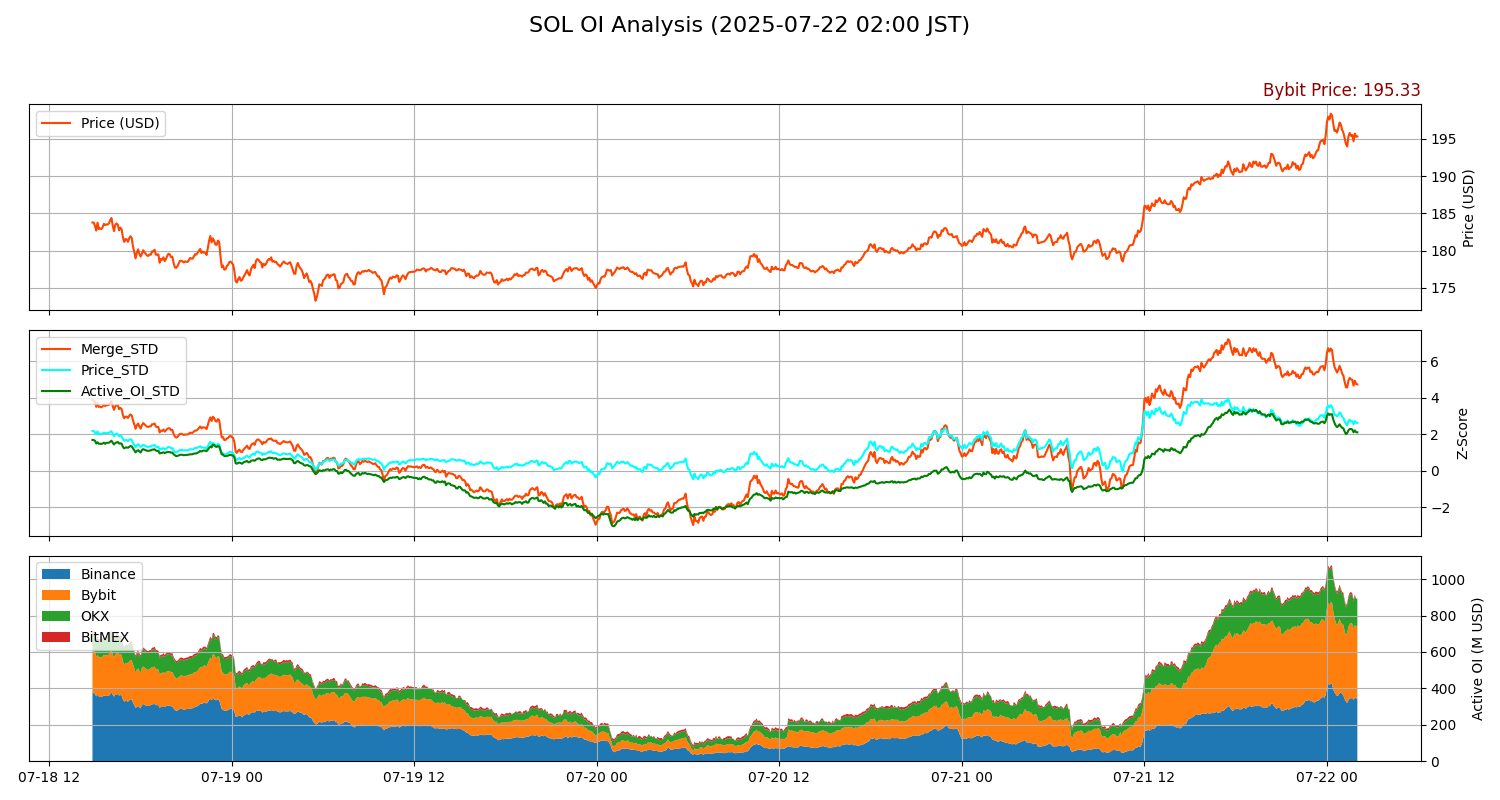 SOL OI Analysis (2025-07-22 02:00 JST)
Bybit Price: 195.33
Price (USD)
195
190
185
180
175
Price (USD)
Merge_STD
Price_STD
Active_OI_STD
6
4
2
0
−2
Z-Score
Binance
Bybit
OKX
BitMEX
1000
800
600
400
200
0
Active OI (M USD)
07-18 12
07-19 00
07-19 12
07-20 00
07-20 12
07-21 00
07-21 12
07-22 00